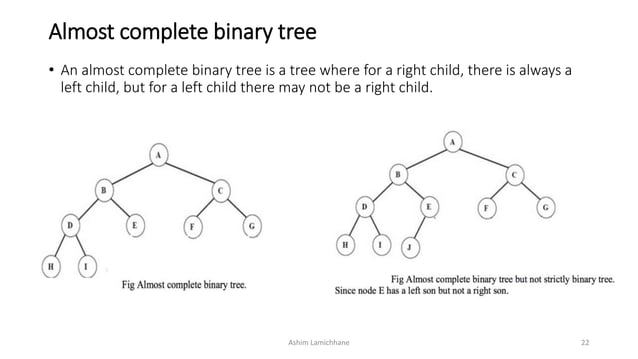 Almost complete binary tree
• An almost complete binary tree is a tree where for a right child, there is always a
left child, but for a left child there may not be a right child.
A
B
C
D
E
F
G
H
I
Fig Almost complete binary tree.
A
B
C
D
E
F
G
H
I
J
Fig Almost complete binary tree but not strictly binary tree.
Since node E has a left son but not a right son.
Ashim Lamichhane
22